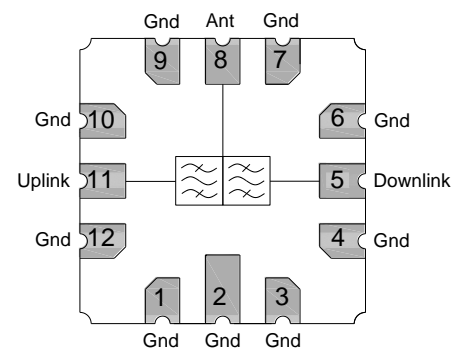 Gnd Ant Gnd
9 8 7
Gnd 10 6 Gnd
Uplink 11 5 Downlink
Gnd 12 4 Gnd
1 2 3
Gnd Gnd Gnd